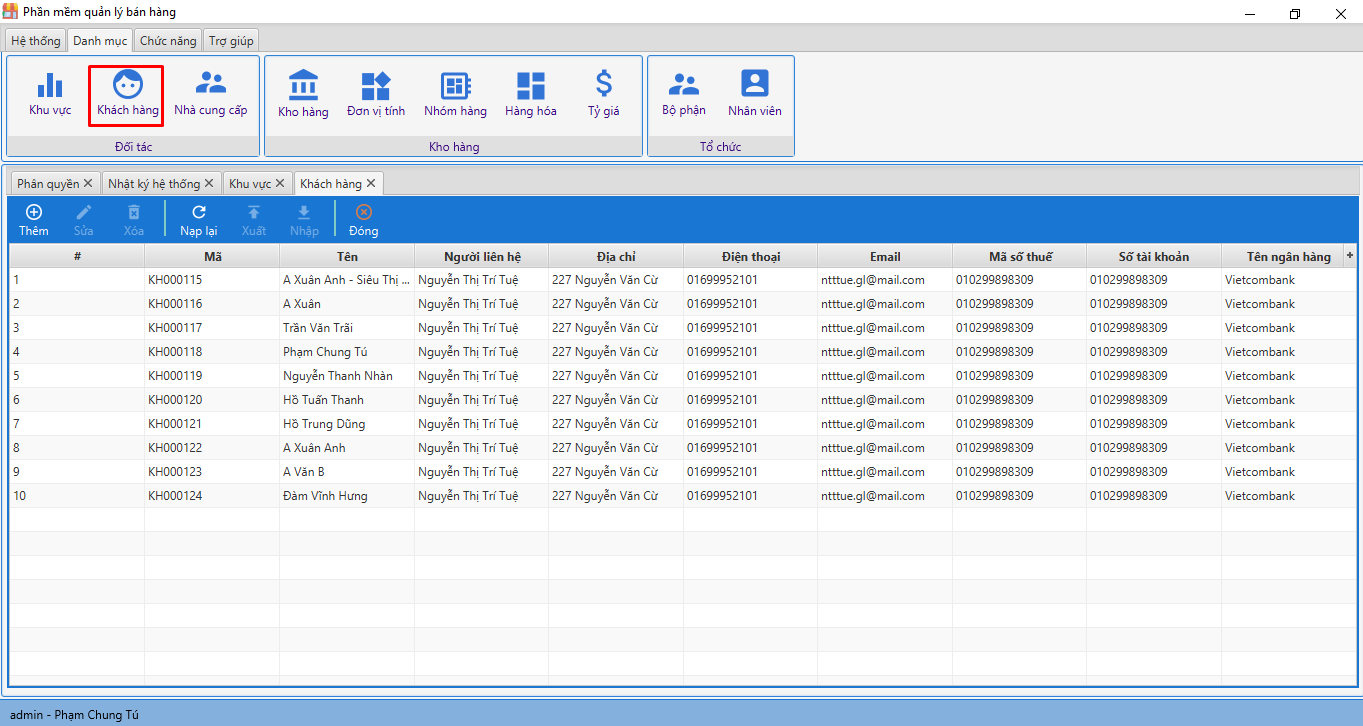 Phần mềm quản lý bán hàng
Hệ thống Danh mục Chức năng Trợ giúp
Khu vực Khách hàng Nhà cung cấp Kho hàng Đơn vị tính Nhóm hàng Hàng hóa Tỷ giá Bộ phận Nhân viên
Đối tác Kho hàng Tổ chức
Phân quyền Nhật ký hệ thống Khu vực Khách hàng
Thêm Sửa Xóa Nạp lại Xuất Nhập Đóng
# Mã Tên Người liên hệ Địa chỉ Điện thoại Email Mã số thuế Số tài khoản Tên ngân hàng +
1 KH000115 A Xuân Anh - Siêu Thị ... Nguyễn Thị Trí Tuệ 227 Nguyễn Văn Cừ 01699952101 ntttue.gl@mail.com 010299898309 010299898309 Vietcombank
2 KH000116 A Xuân Nguyễn Thị Trí Tuệ 227 Nguyễn Văn Cừ 01699952101 ntttue.gl@mail.com 010299898309 010299898309 Vietcombank
3 KH000117 Trần Văn Trãi Nguyễn Thị Trí Tuệ 227 Nguyễn Văn Cừ 01699952101 ntttue.gl@mail.com 010299898309 010299898309 Vietcombank
4 KH000118 Phạm Chung Tú Nguyễn Thị Trí Tuệ 227 Nguyễn Văn Cừ 01699952101 ntttue.gl@mail.com 010299898309 010299898309 Vietcombank
5 KH000119 Nguyễn Thanh Nhàn Nguyễn Thị Trí Tuệ 227 Nguyễn Văn Cừ 01699952101 ntttue.gl@mail.com 010299898309 010299898309 Vietcombank
6 KH000120 Hồ Tuấn Thanh Nguyễn Thị Trí Tuệ 227 Nguyễn Văn Cừ 01699952101 ntttue.gl@mail.com 010299898309 010299898309 Vietcombank
7 KH000121 Hồ Trung Dũng Nguyễn Thị Trí Tuệ 227 Nguyễn Văn Cừ 01699952101 ntttue.gl@mail.com 010299898309 010299898309 Vietcombank
8 KH000122 A Xuân Anh Nguyễn Thị Trí Tuệ 227 Nguyễn Văn Cừ 01699952101 ntttue.gl@mail.com 010299898309 010299898309 Vietcombank
9 KH000123 A Văn B Nguyễn Thị Trí Tuệ 227 Nguyễn Văn Cừ 01699952101 ntttue.gl@mail.com 010299898309 010299898309 Vietcombank
10 KH000124 Đàm Vĩnh Hưng Nguyễn Thị Trí Tuệ 227 Nguyễn Văn Cừ 01699952101 ntttue.gl@mail.com 010299898309 010299898309 Vietcombank
admin - Phạm Chung Tú